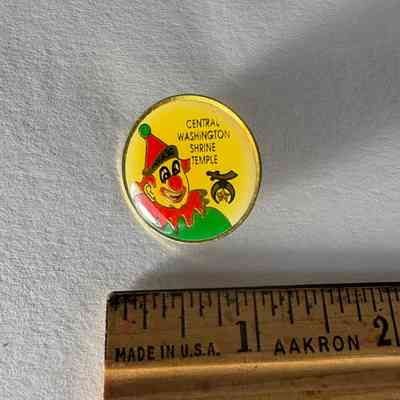 CENTRAL
WASHINGTON
SHRINE
TEMPLE
1 2
MADE IN U.S.A. AAKRON